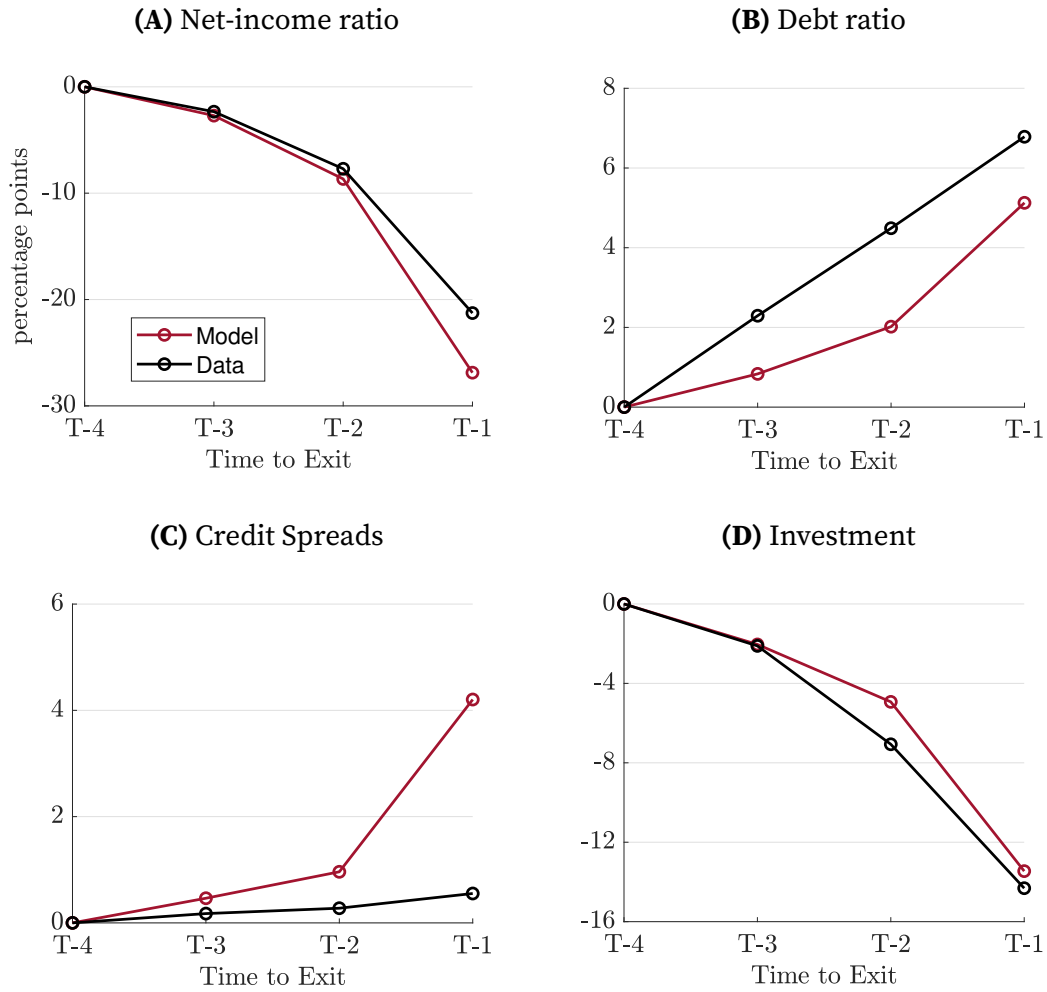 (A) Net-income ratio
percentage points
0
-10
-20
-30
Model
Data
T-4 T-3 T-2 T-1
Time to Exit
(B) Debt ratio
8
6
4
2
0
T-4 T-3 T-2 T-1
Time to Exit
(C) Credit Spreads
6
4
2
0
T-4 T-3 T-2 T-1
Time to Exit
(D) Investment
0
-4
-8
-12
-16
T-4 T-3 T-2 T-1
Time to Exit